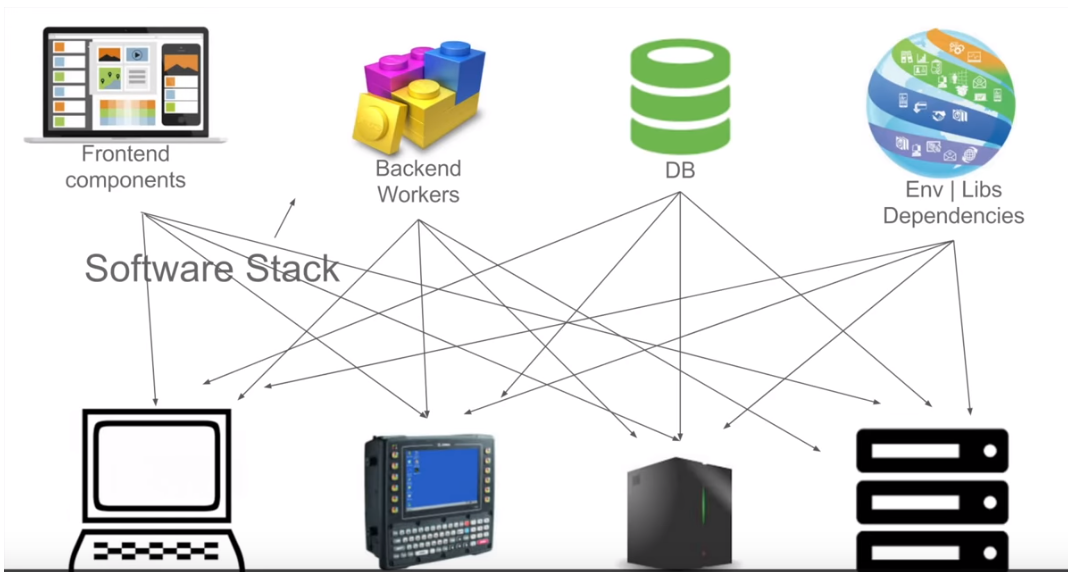 Frontend
components
Backend
Workers
DB
Env | Libs
Dependencies
Software Stack